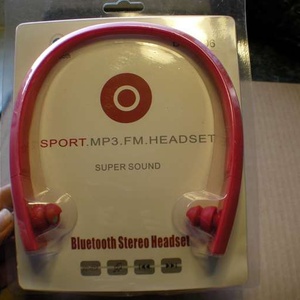 SPORT.MP3.FM.HEADSET
SUPER SOUND
Bluetooth Stereo Headset